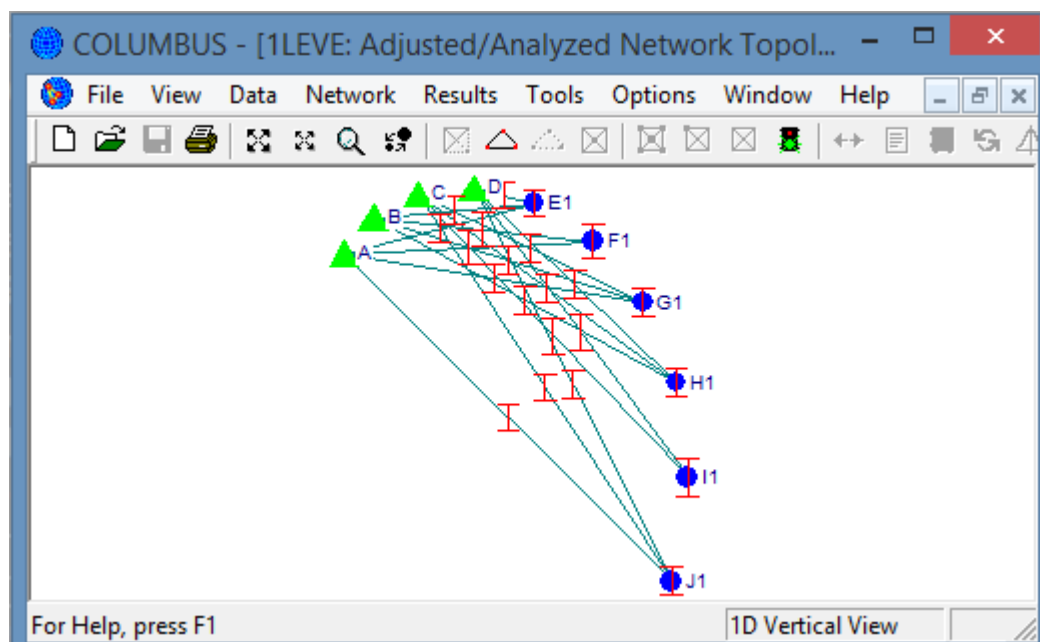 COLUMBUS - [1LEVE: Adjusted/Analyzed Network Topol...
File View Data Network Results Tools Options Window Help
D
C
E1
B
F1
A
G1
H1
I1
J1
For Help, press F1
1D Vertical View